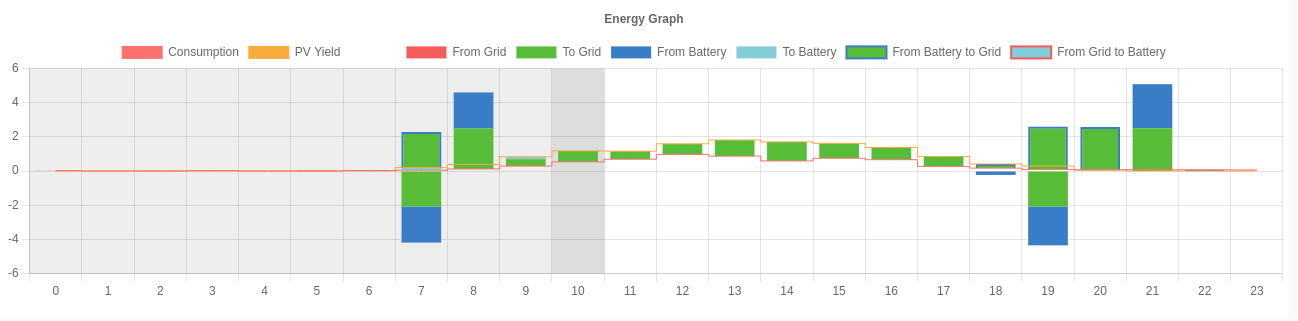 Energy Graph
Consumption PV Yield From Grid To Grid From Battery To Battery From Battery to Grid From Grid to Battery
6
4
2
0
-2
-4
-6
0 1 2 3 4 5 6 7 8 9 10 11 12 13 14 15 16 17 18 19 20 21 22 23